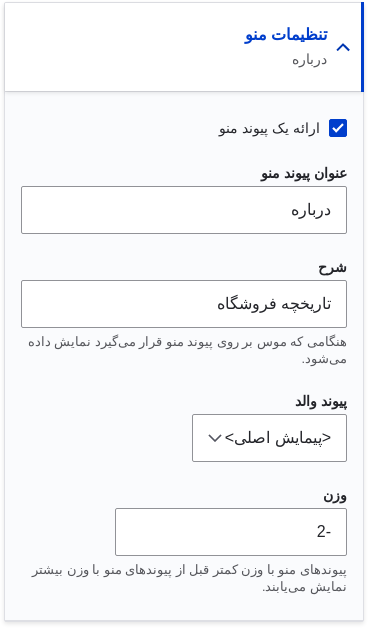 تنظیمات منو
درباره
ارائه یک پیوند منو
عنوان پیوند منو
درباره
شرح
تاریخچه فروشگاه
هنگامی که موس بر روی پیوند منو قرار می‌گیرد نمایش داده
می‌شود.
پیوند والد
<پیمایش اصلی>
وزن
-2
پیوندهای منو با وزن کمتر قبل از پیوندهای منو با وزن بیشتر
نمایش می‌یابند.